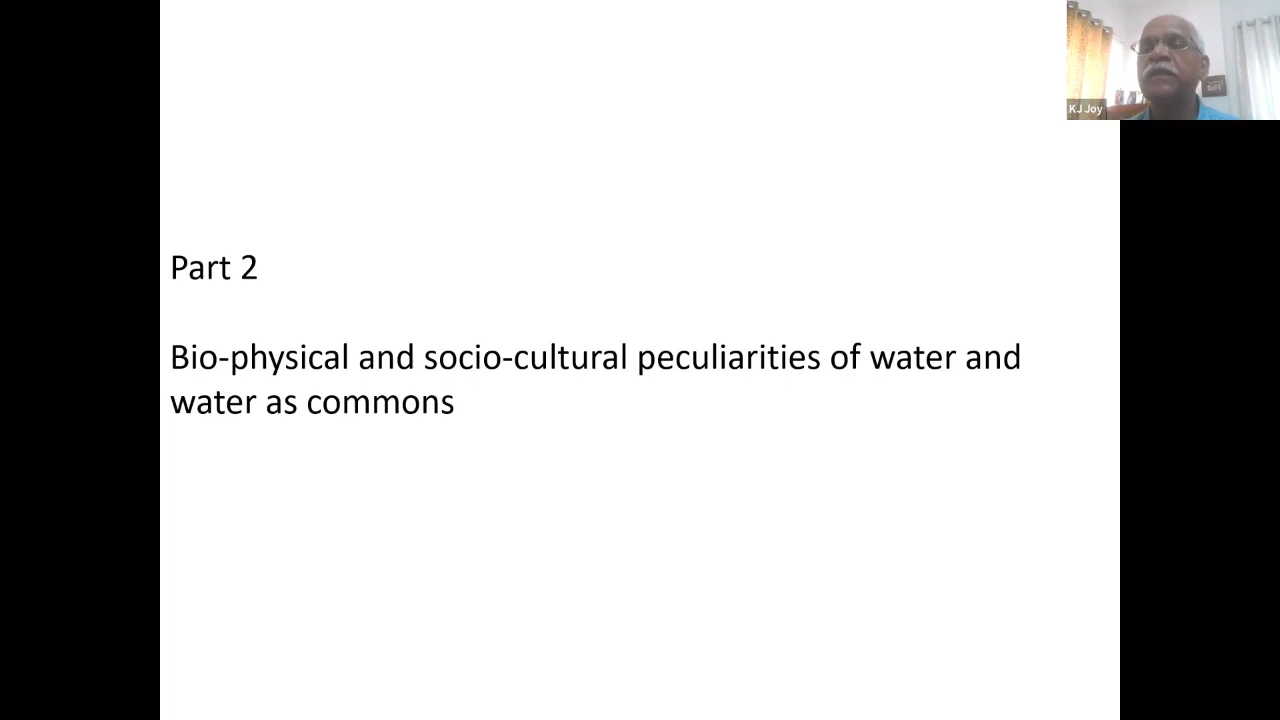 KJ Joy
Part 2
Bio-physical and socio-cultural peculiarities of water and
water as commons